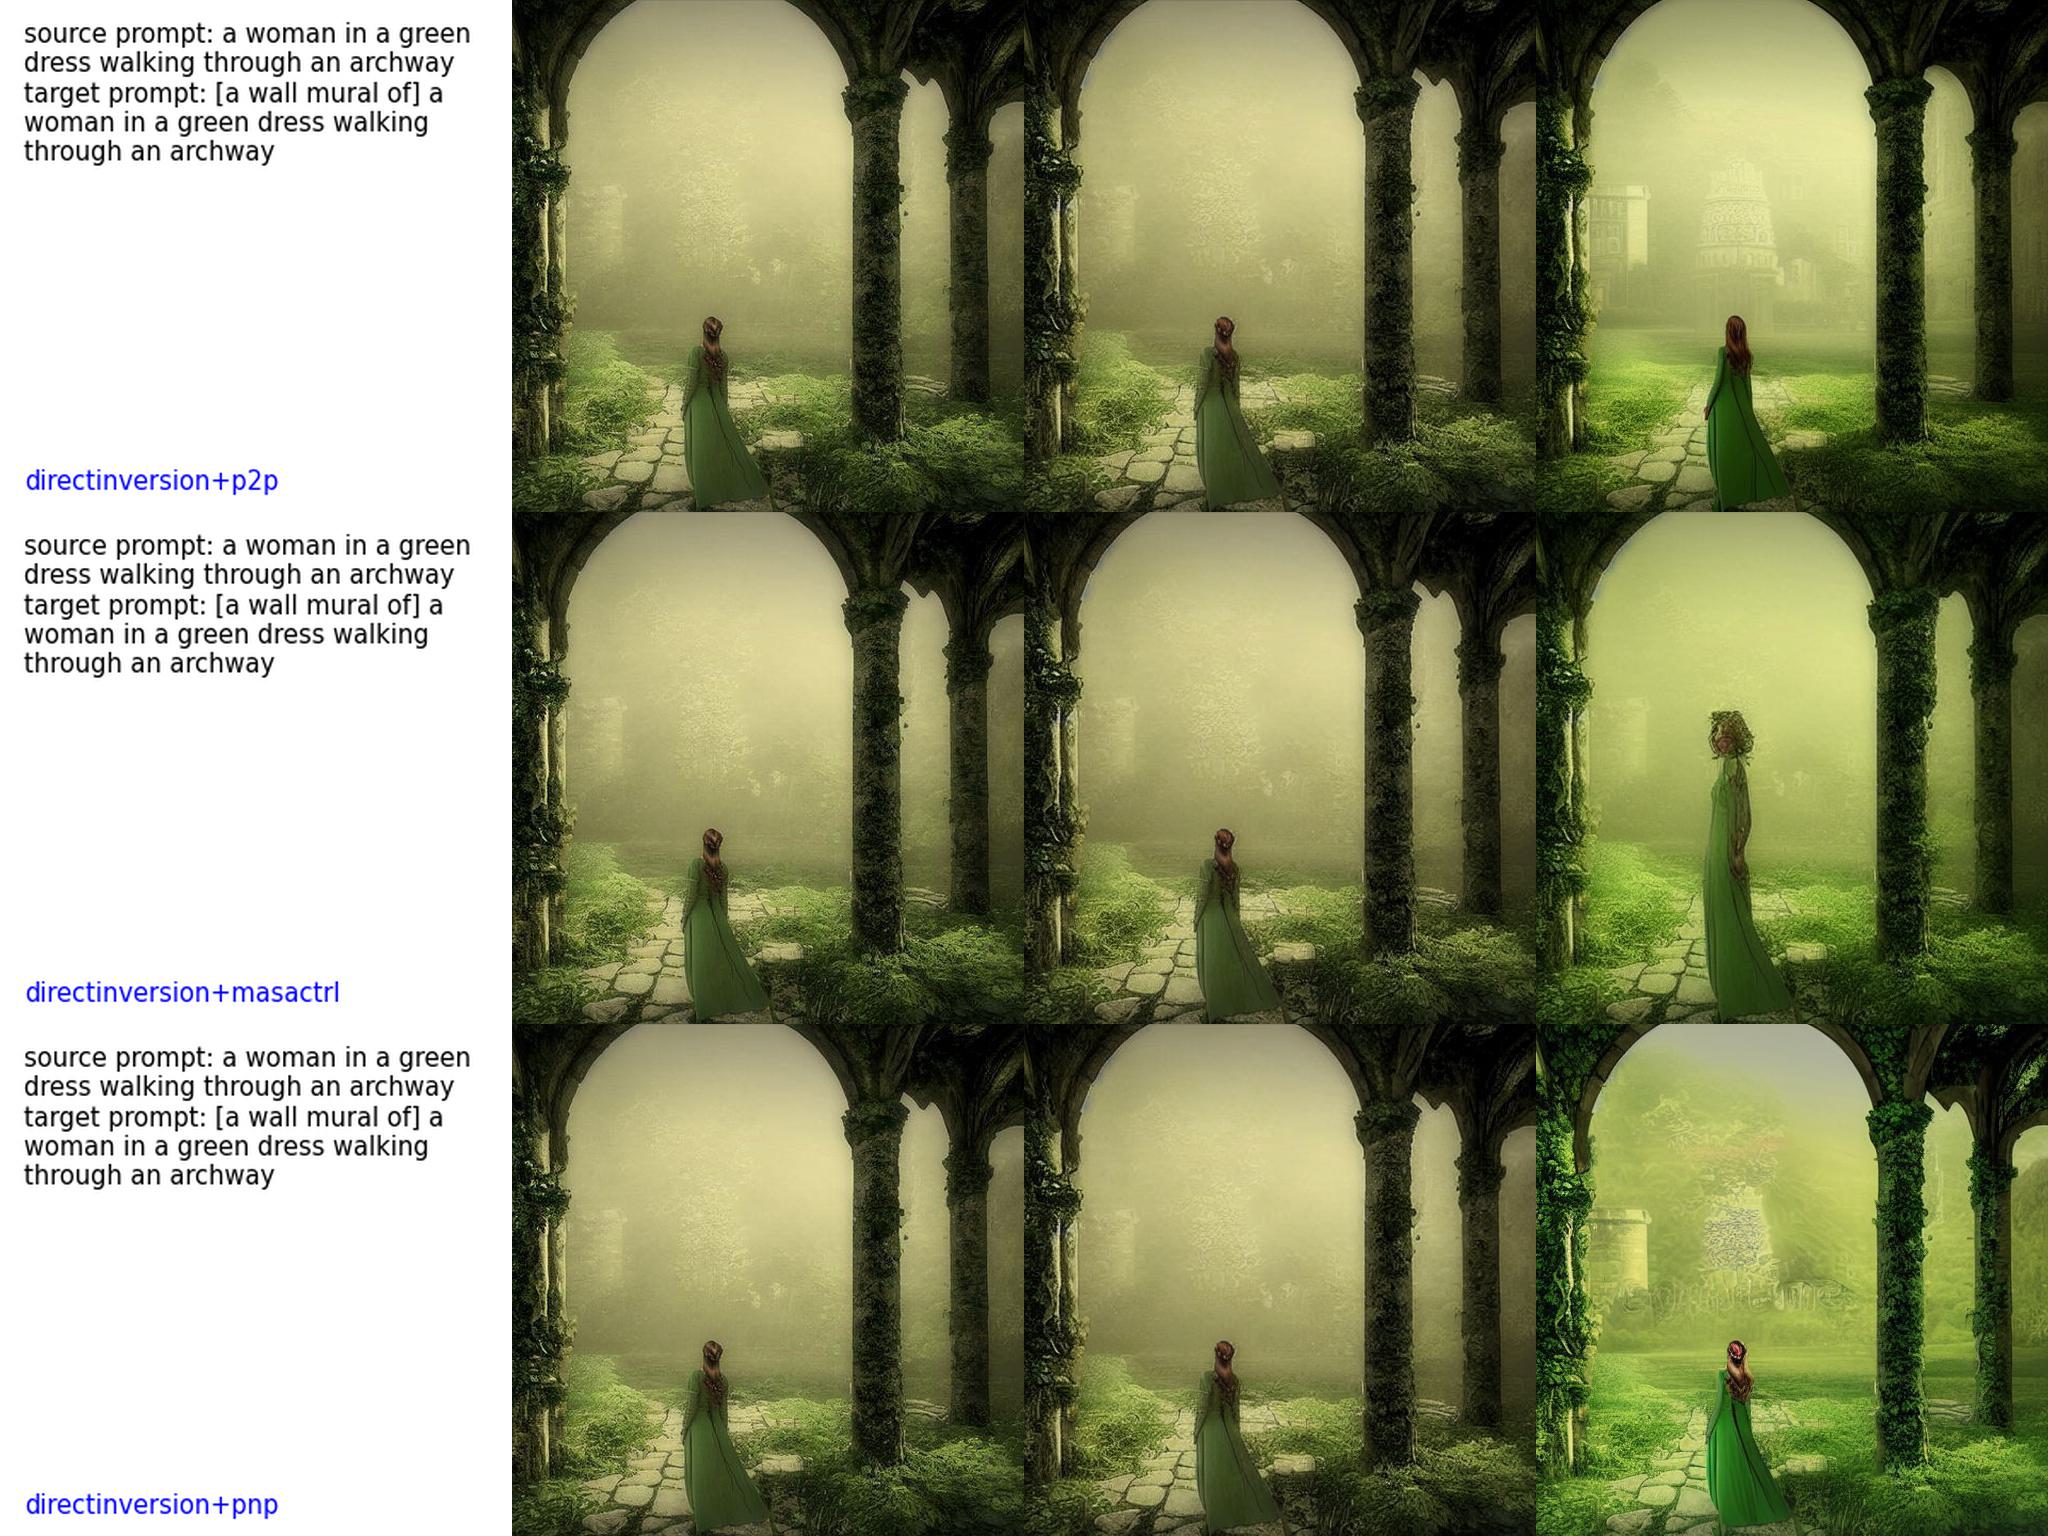 source prompt: a woman in a green
dress walking through an archway
target prompt: [a wall mural of] a
woman in a green dress walking
through an archway
directinversion+p2p
source prompt: a woman in a green
dress walking through an archway
target prompt: [a wall mural of] a
woman in a green dress walking
through an archway
directinversion+masactrl
source prompt: a woman in a green
dress walking through an archway
target prompt: [a wall mural of] a
woman in a green dress walking
through an archway
directinversion+pnp